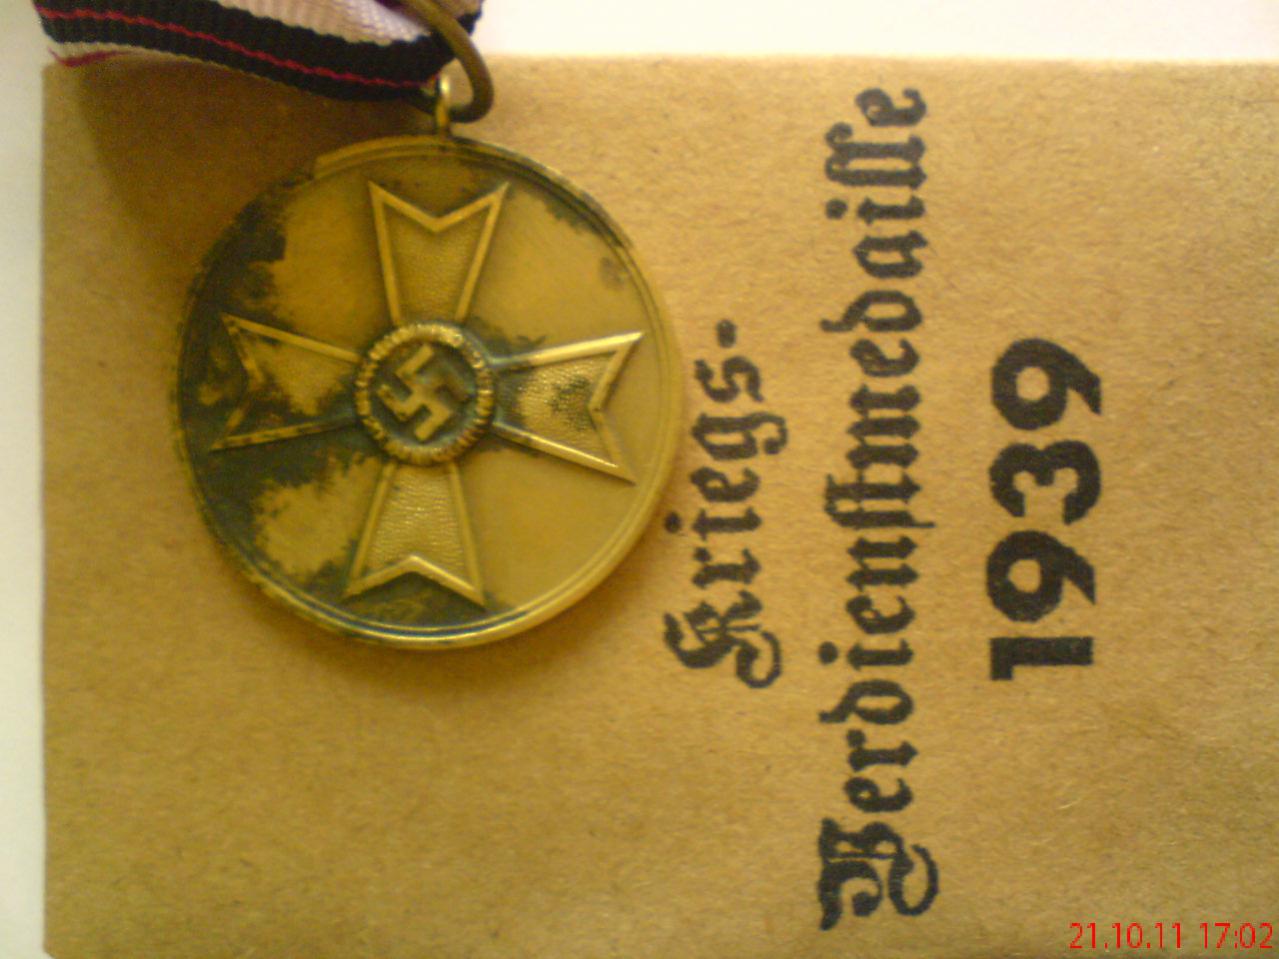 Kriegs-
Verdienstmedaille
1939
21.10.11 17:02